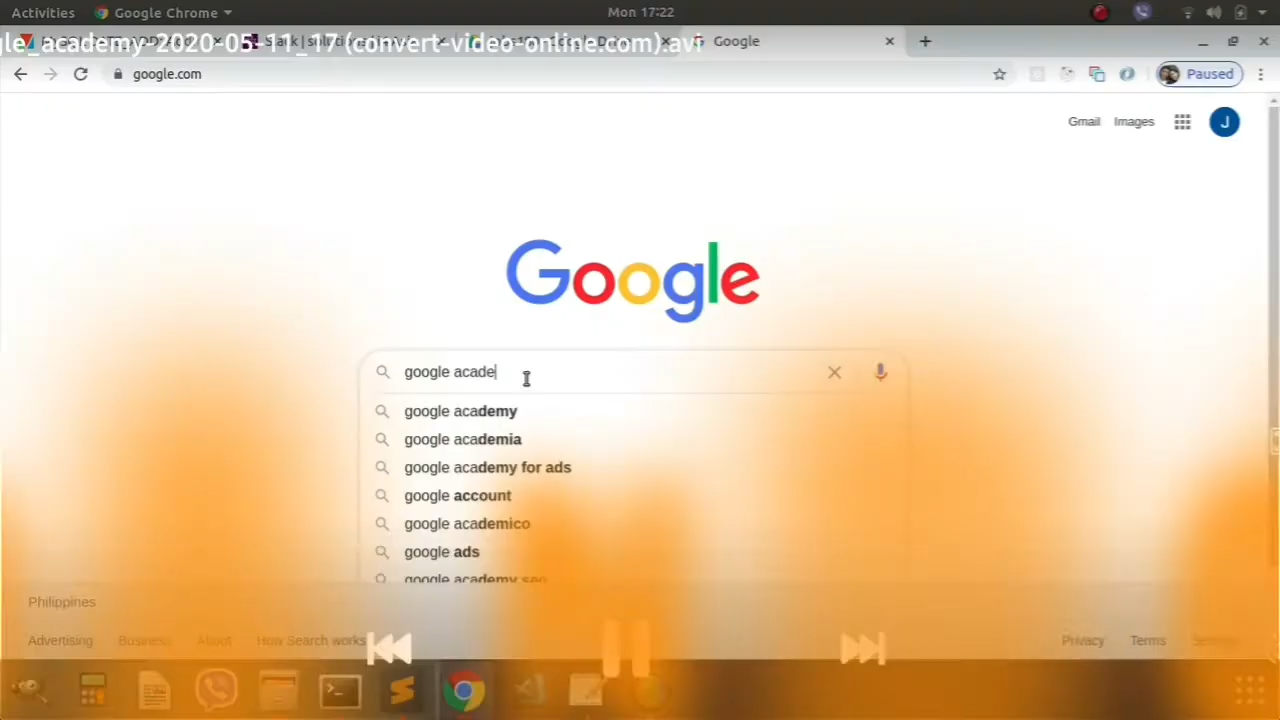 Activities Google Chrome Mon 17:22
gle_academy-2020-05-11_17(convert-video-online.com).avi
Google
google.com Paused
Gmail Images J
Google
google acade
google academy
google academia
google academy for ads
google account
google academico
google ads
google academy seo
Philippines
Advertising Business About How Search works Privacy Terms Settings